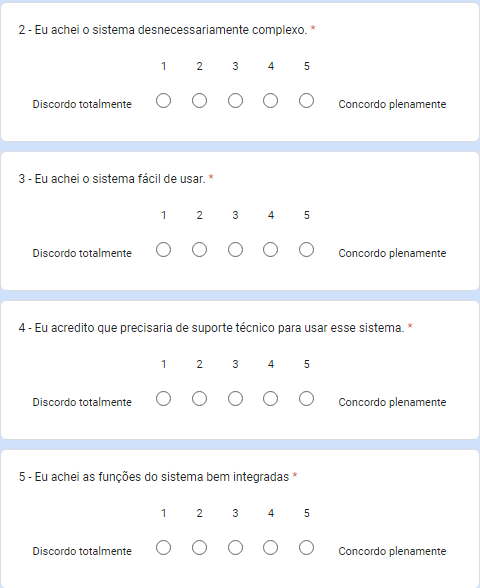 2 - Eu achei o sistema desnecessariamente complexo. *
1 2 3 4 5
Discordo totalmente Concordo plenamente
3 - Eu achei o sistema fácil de usar. *
1 2 3 4 5
Discordo totalmente Concordo plenamente
4 - Eu acredito que precisaria de suporte técnico para usar esse sistema. *
1 2 3 4 5
Discordo totalmente Concordo plenamente
5 - Eu achei as funções do sistema bem integradas *
1 2 3 4 5
Discordo totalmente Concordo plenamente